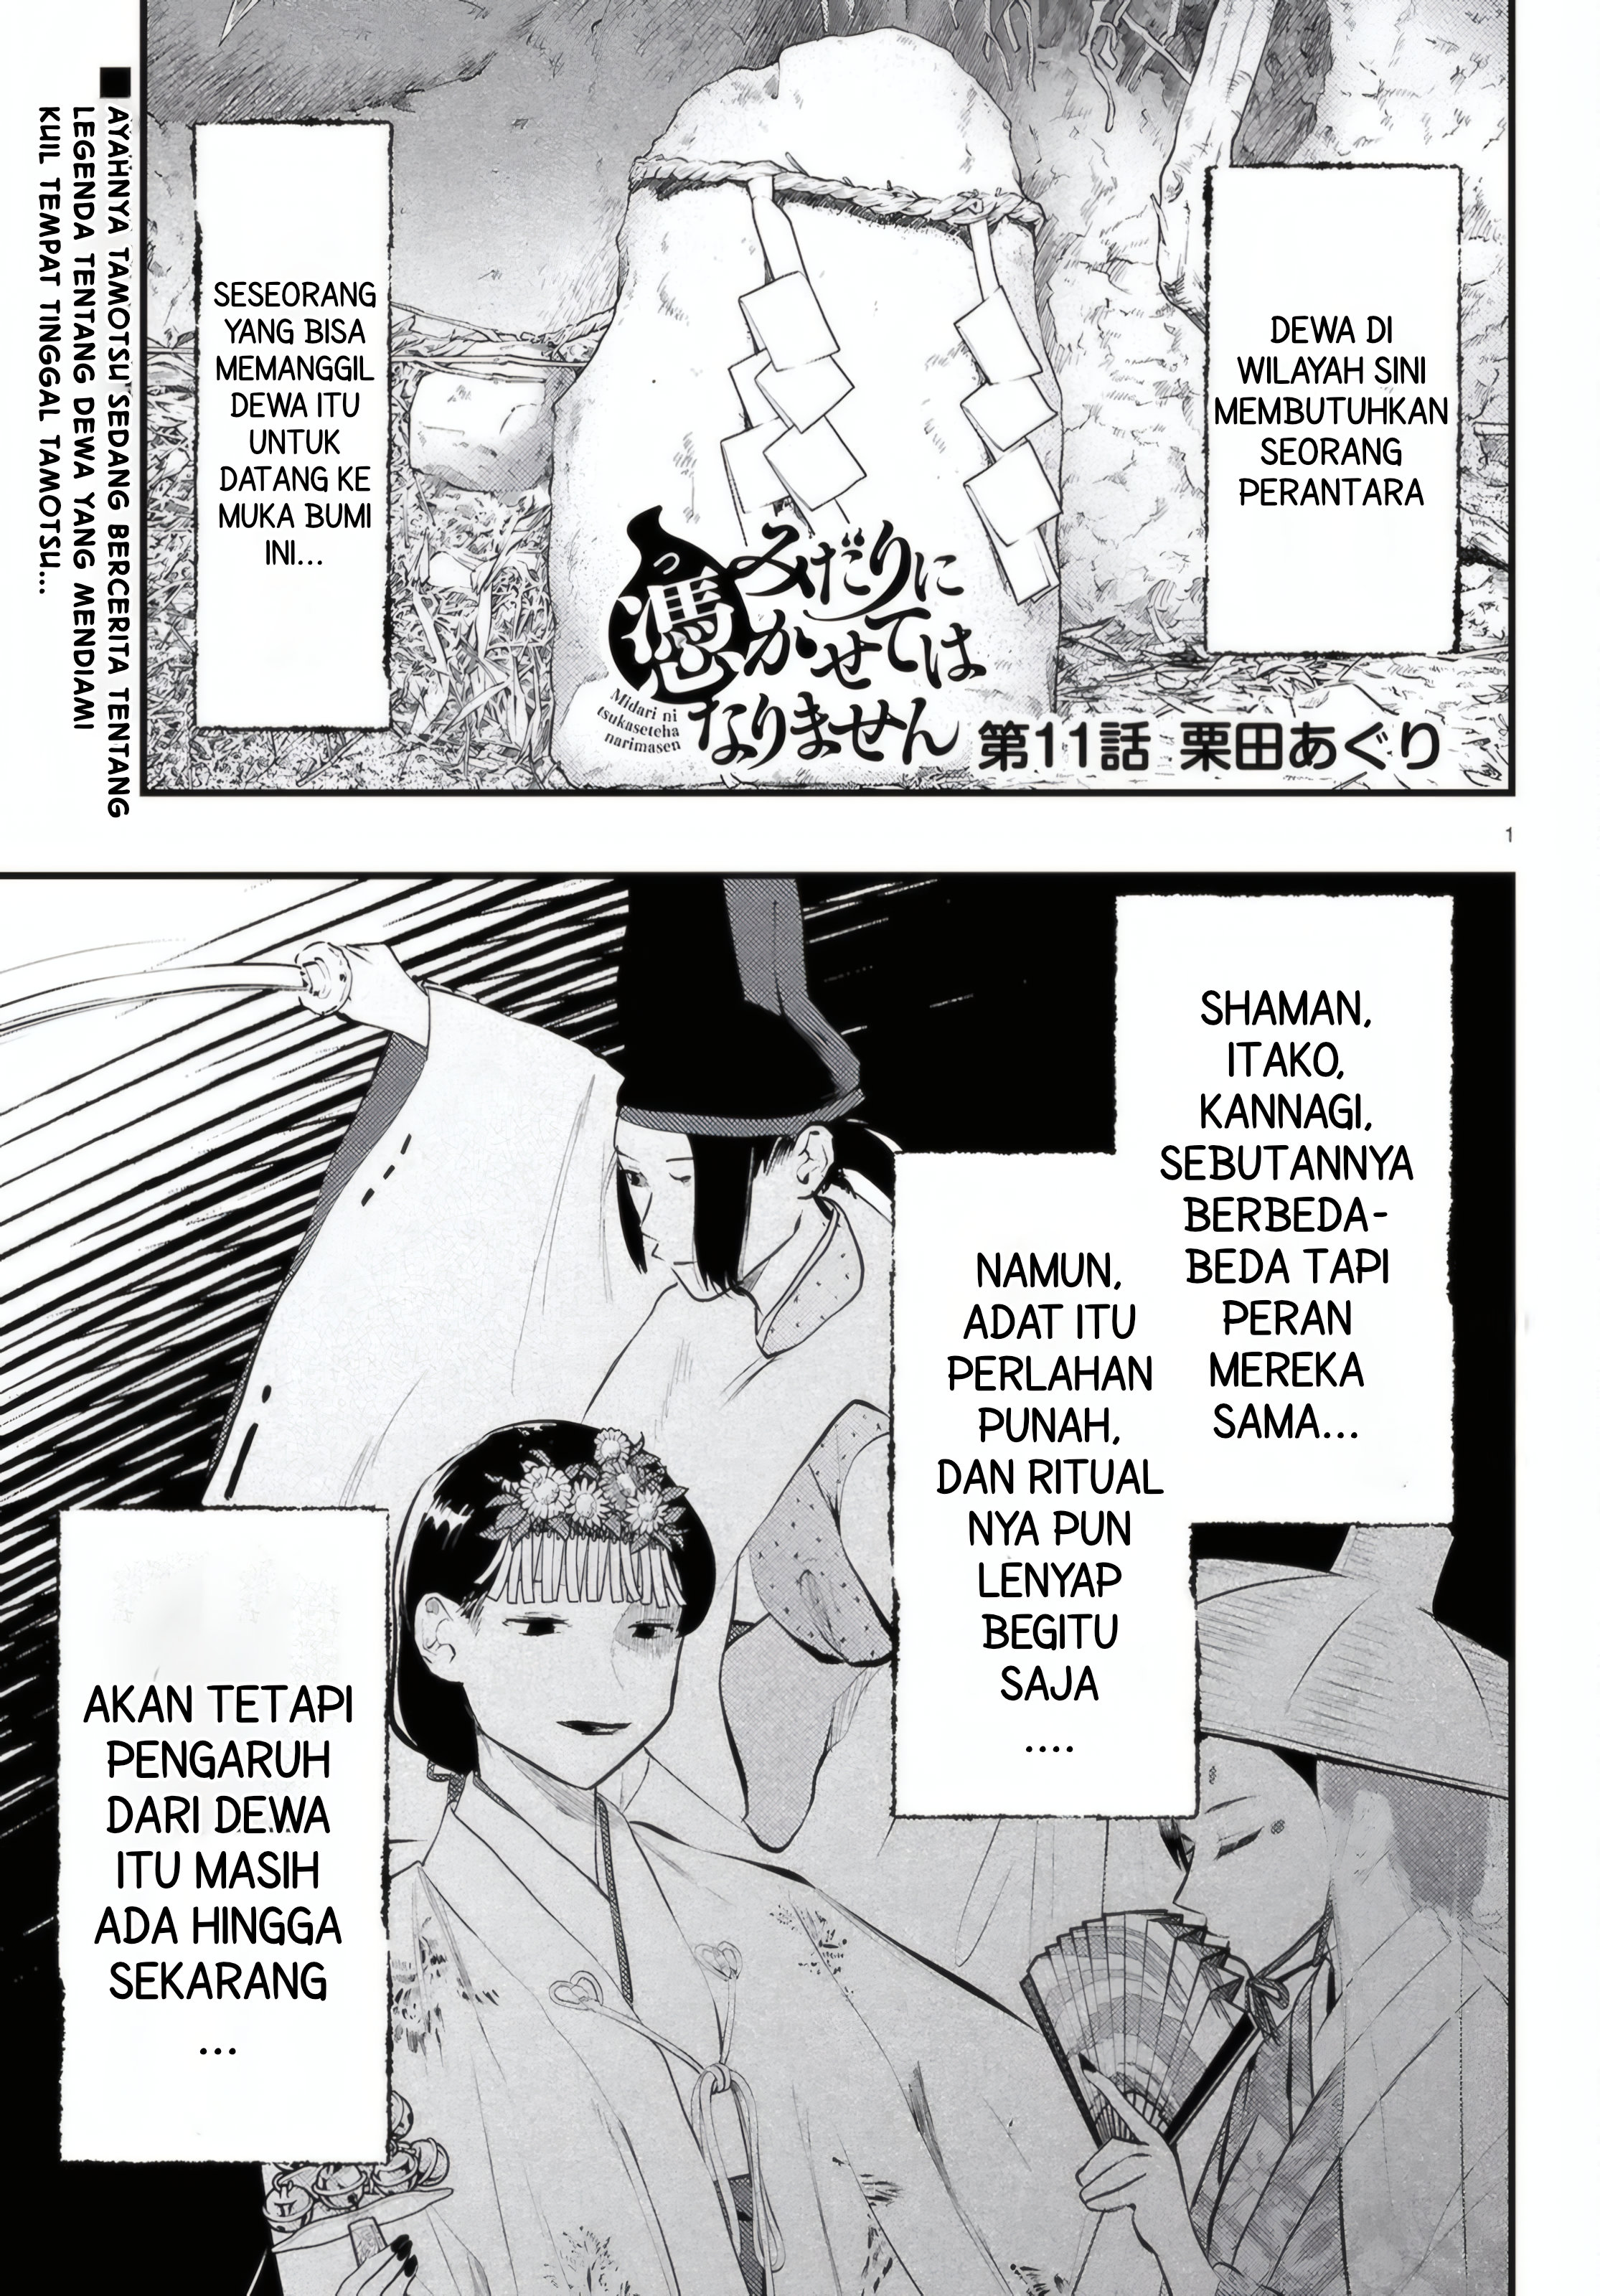 ■AYAHNYA TAMOTSU SEDANG BERCERITA TENTANG
LEGENDA TENTANG DEWA YANG MENDIAMI
KUIL TEMPAT TINGGAL TAMOTSU...
DEWA DI
WILAYAH SINI
MEMBUTUHKAN
SEORANG
PERANTARA
SESEORANG
YANG BISA
MEMANGGIL
DEWA ITU
UNTUK
DATANG KE
MUKA BUMI
INI...
みだりに
憑かせては
なりません
Midari ni
tsukaseteha
narimasen
第11話 栗田あぐり
1
SHAMAN,
ITAKO,
KANNAGI,
SEBUTANNYA
BERBEDA-
BEDA TAPI
PERAN
MEREKA
SAMA...
NAMUN,
ADAT ITU
PERLAHAN
PUNAH,
DAN RITUAL
NYA PUN
LENYAP
BEGITU
SAJA
....
AKAN TETAPI
PENGARUH
DARI DEWA
ITU MASIH
ADA HINGGA
SEKARANG
...